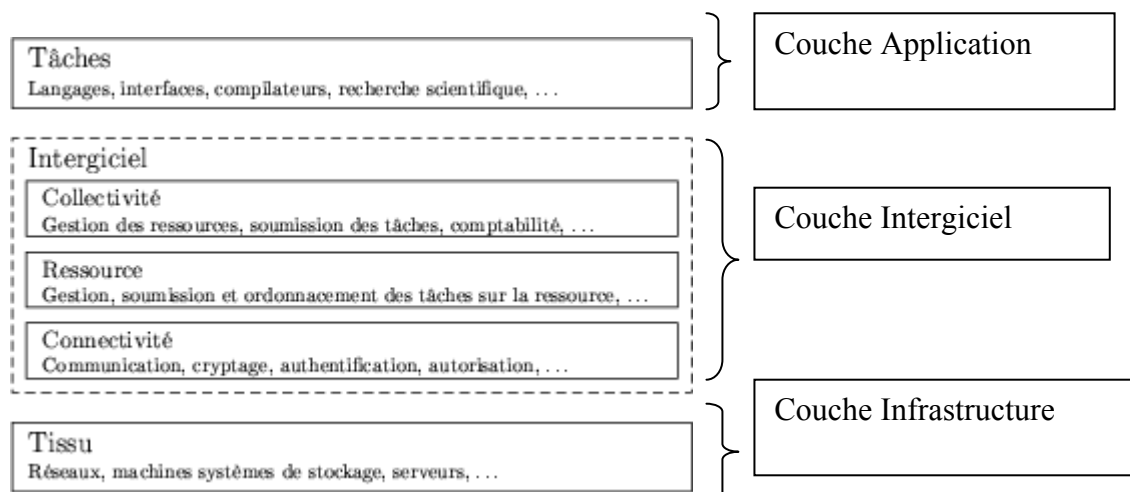 Tâches
Langages, interfaces, compilateurs, recherche scientifique, ...
Couche Application
Intergiciel
Collectivité
Gestion des ressources, soumission des tâches, comptabilité, ...
Ressource
Gestion, soumission et ordonnacement des tâches sur la ressource, ...
Connectivité
Communication, cryptage, authentification, autorisation, ...
Couche Intergiciel
Tissu
Réseaux, machines systèmes de stockage, serveurs, ...
Couche Infrastructure